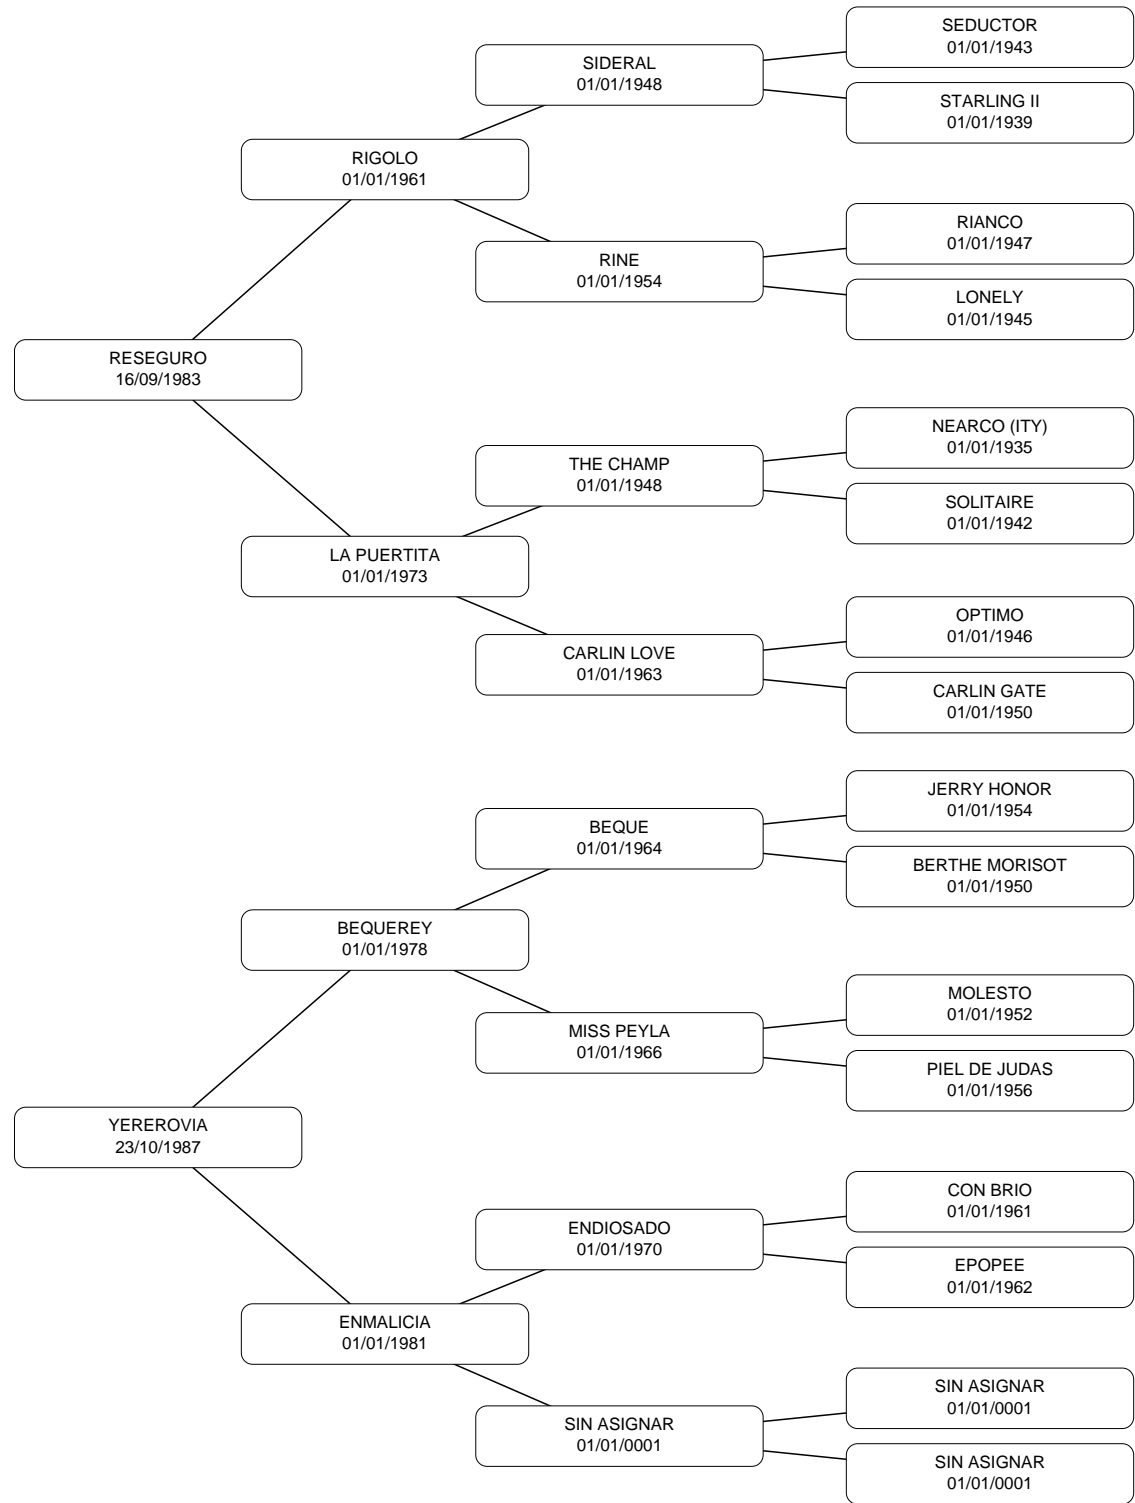 SEDUCTOR
01/01/1943
SIDERAL
01/01/1948
STARLING II
01/01/1939
RIGOLO
01/01/1961
RIANCO
01/01/1947
RINE
01/01/1954
LONELY
01/01/1945
RESEGURO
16/09/1983
NEARCO (ITY)
01/01/1935
THE CHAMP
01/01/1948
SOLITAIRE
01/01/1942
LA PUERTITA
01/01/1973
OPTIMO
01/01/1946
CARLIN LOVE
01/01/1963
CARLIN GATE
01/01/1950
JERRY HONOR
01/01/1954
BEQUE
01/01/1964
BERTHE MORISOT
01/01/1950
BEQUEREY
01/01/1978
MOLESTO
01/01/1952
MISS PEYLA
01/01/1966
PIEL DE JUDAS
01/01/1956
YEREROVIA
23/10/1987
CON BRIO
01/01/1961
ENDIOSADO
01/01/1970
EPOPEE
01/01/1962
ENMALICIA
01/01/1981
SIN ASIGNAR
01/01/0001
SIN ASIGNAR
01/01/0001
SIN ASIGNAR
01/01/0001